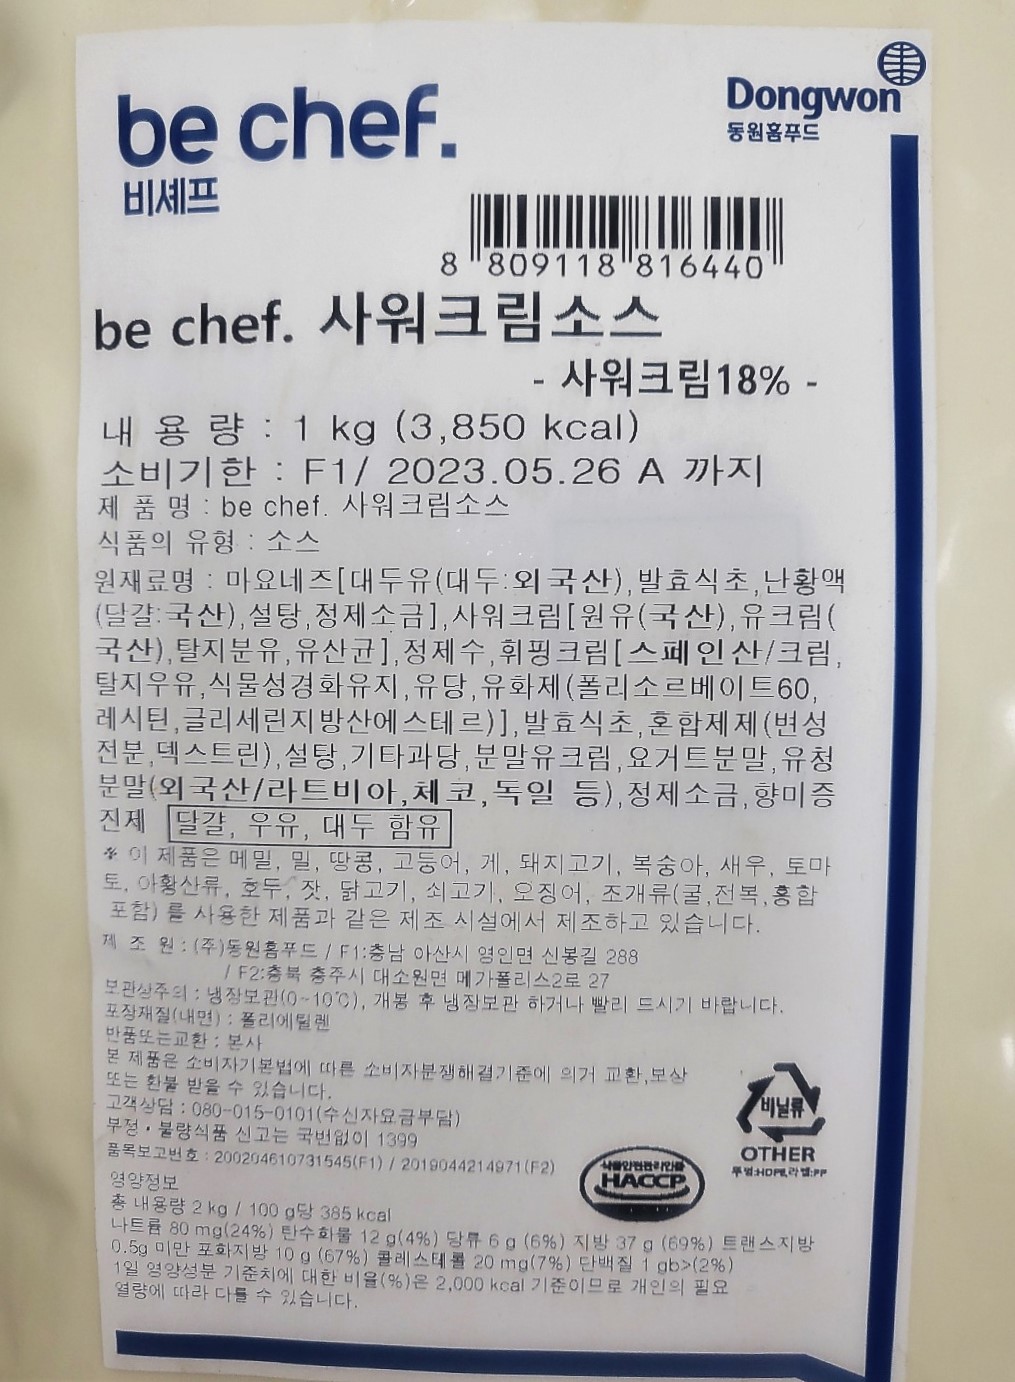 be chef.
비셰프
Dongwon
동원홈푸드
8 809118 816440
be chef. 사워크림소스
- 사워크림18% -
내 용 량 : 1 kg (3,850 kcal)
소비기한 : F1/ 2023.05.26 A 까지
제 품 명 : be chef. 사워크림소스
식품의 유형 : 소스
원재료명 : 마요네즈[대두유(대두:외국산),발효식초,난황액
(달걀:국산),설탕,정제소금],사워크림[원유(국산),유크림(
국산),탈지분유,유산균],정제수,휘핑크림[스페인산/크림,
탈지우유,식물성경화유지,유당,유화제(폴리소르베이트60,
레시틴,글리세린지방산에스테르)],발효식초,혼합제제(변성
전분,덱스트린),설탕,기타과당,분말유크림,요거트분말,유청
분말(외국산/라트비아,체코,독일 등),정제소금,향미증
진제 달걀, 우유, 대두 함유
※ 이 제품은 메밀, 밀, 땅콩, 고등어, 게, 돼지고기, 복숭아, 새우, 토마
토, 아황산류, 호두, 잣, 닭고기, 쇠고기, 오징어, 조개류(굴,전복,홍합
포함) 를 사용한 제품과 같은 제조 시설에서 제조하고 있습니다.
제 조 원 : (주)동원홈푸드 / F1:충남 아산시 영인면 신봉길 288
/ F2:충북 충주시 대소원면 메가폴리스2로 27
보관상주의 : 냉장보관(0~10℃), 개봉 후 냉장보관 하거나 빨리 드시기 바랍니다.
포장재질(내면) : 폴리에틸렌
반품또는교환 : 본사
본 제품은 소비자기본법에 따른 소비자분쟁해결기준에 의거 교환,보상
또는 환불 받을 수 있습니다.
고객상담 : 080-015-0101(수신자요금부담)
부정·불량식품 신고는 국번없이 1399
품목보고번호 : 200204610731545(F1) / 2019044214971(F2)
비닐류
OTHER
뚜껑:HDPE,라벨:PP
식품안전관리인증
HACCP
영양정보
총 내용량 2 kg / 100 g당 385 kcal
나트륨 80 mg(24%) 탄수화물 12 g(4%) 당류 6 g (6%) 지방 37 g (69%) 트랜스지방
0.5g 미만 포화지방 10 g (67%) 콜레스테롤 20 mg(7%) 단백질 1 gb>(2%)
1일 영양성분 기준치에 대한 비율(%)은 2,000 kcal 기준이므로 개인의 필요
열량에 따라 다를 수 있습니다.